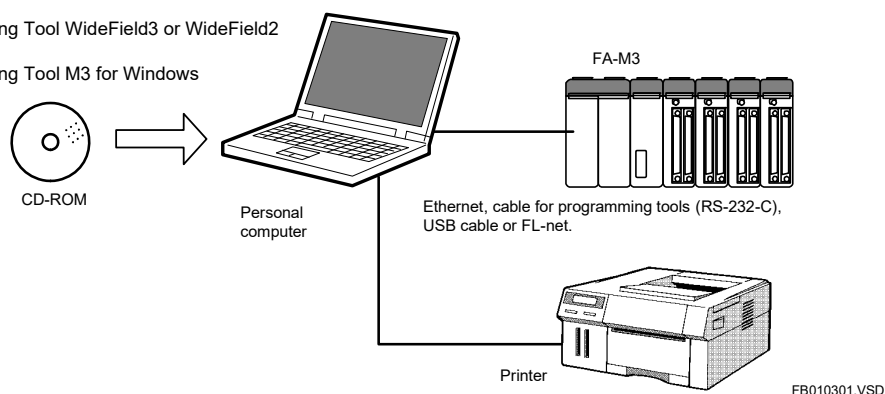 ng Tool WideField3 or WideField2
ng Tool M3 for Windows
FA-M3
CD-ROM
Personal
computer
Ethernet, cable for programming tools (RS-232-C),
USB cable or FL-net.
Printer
FB010301.VSD